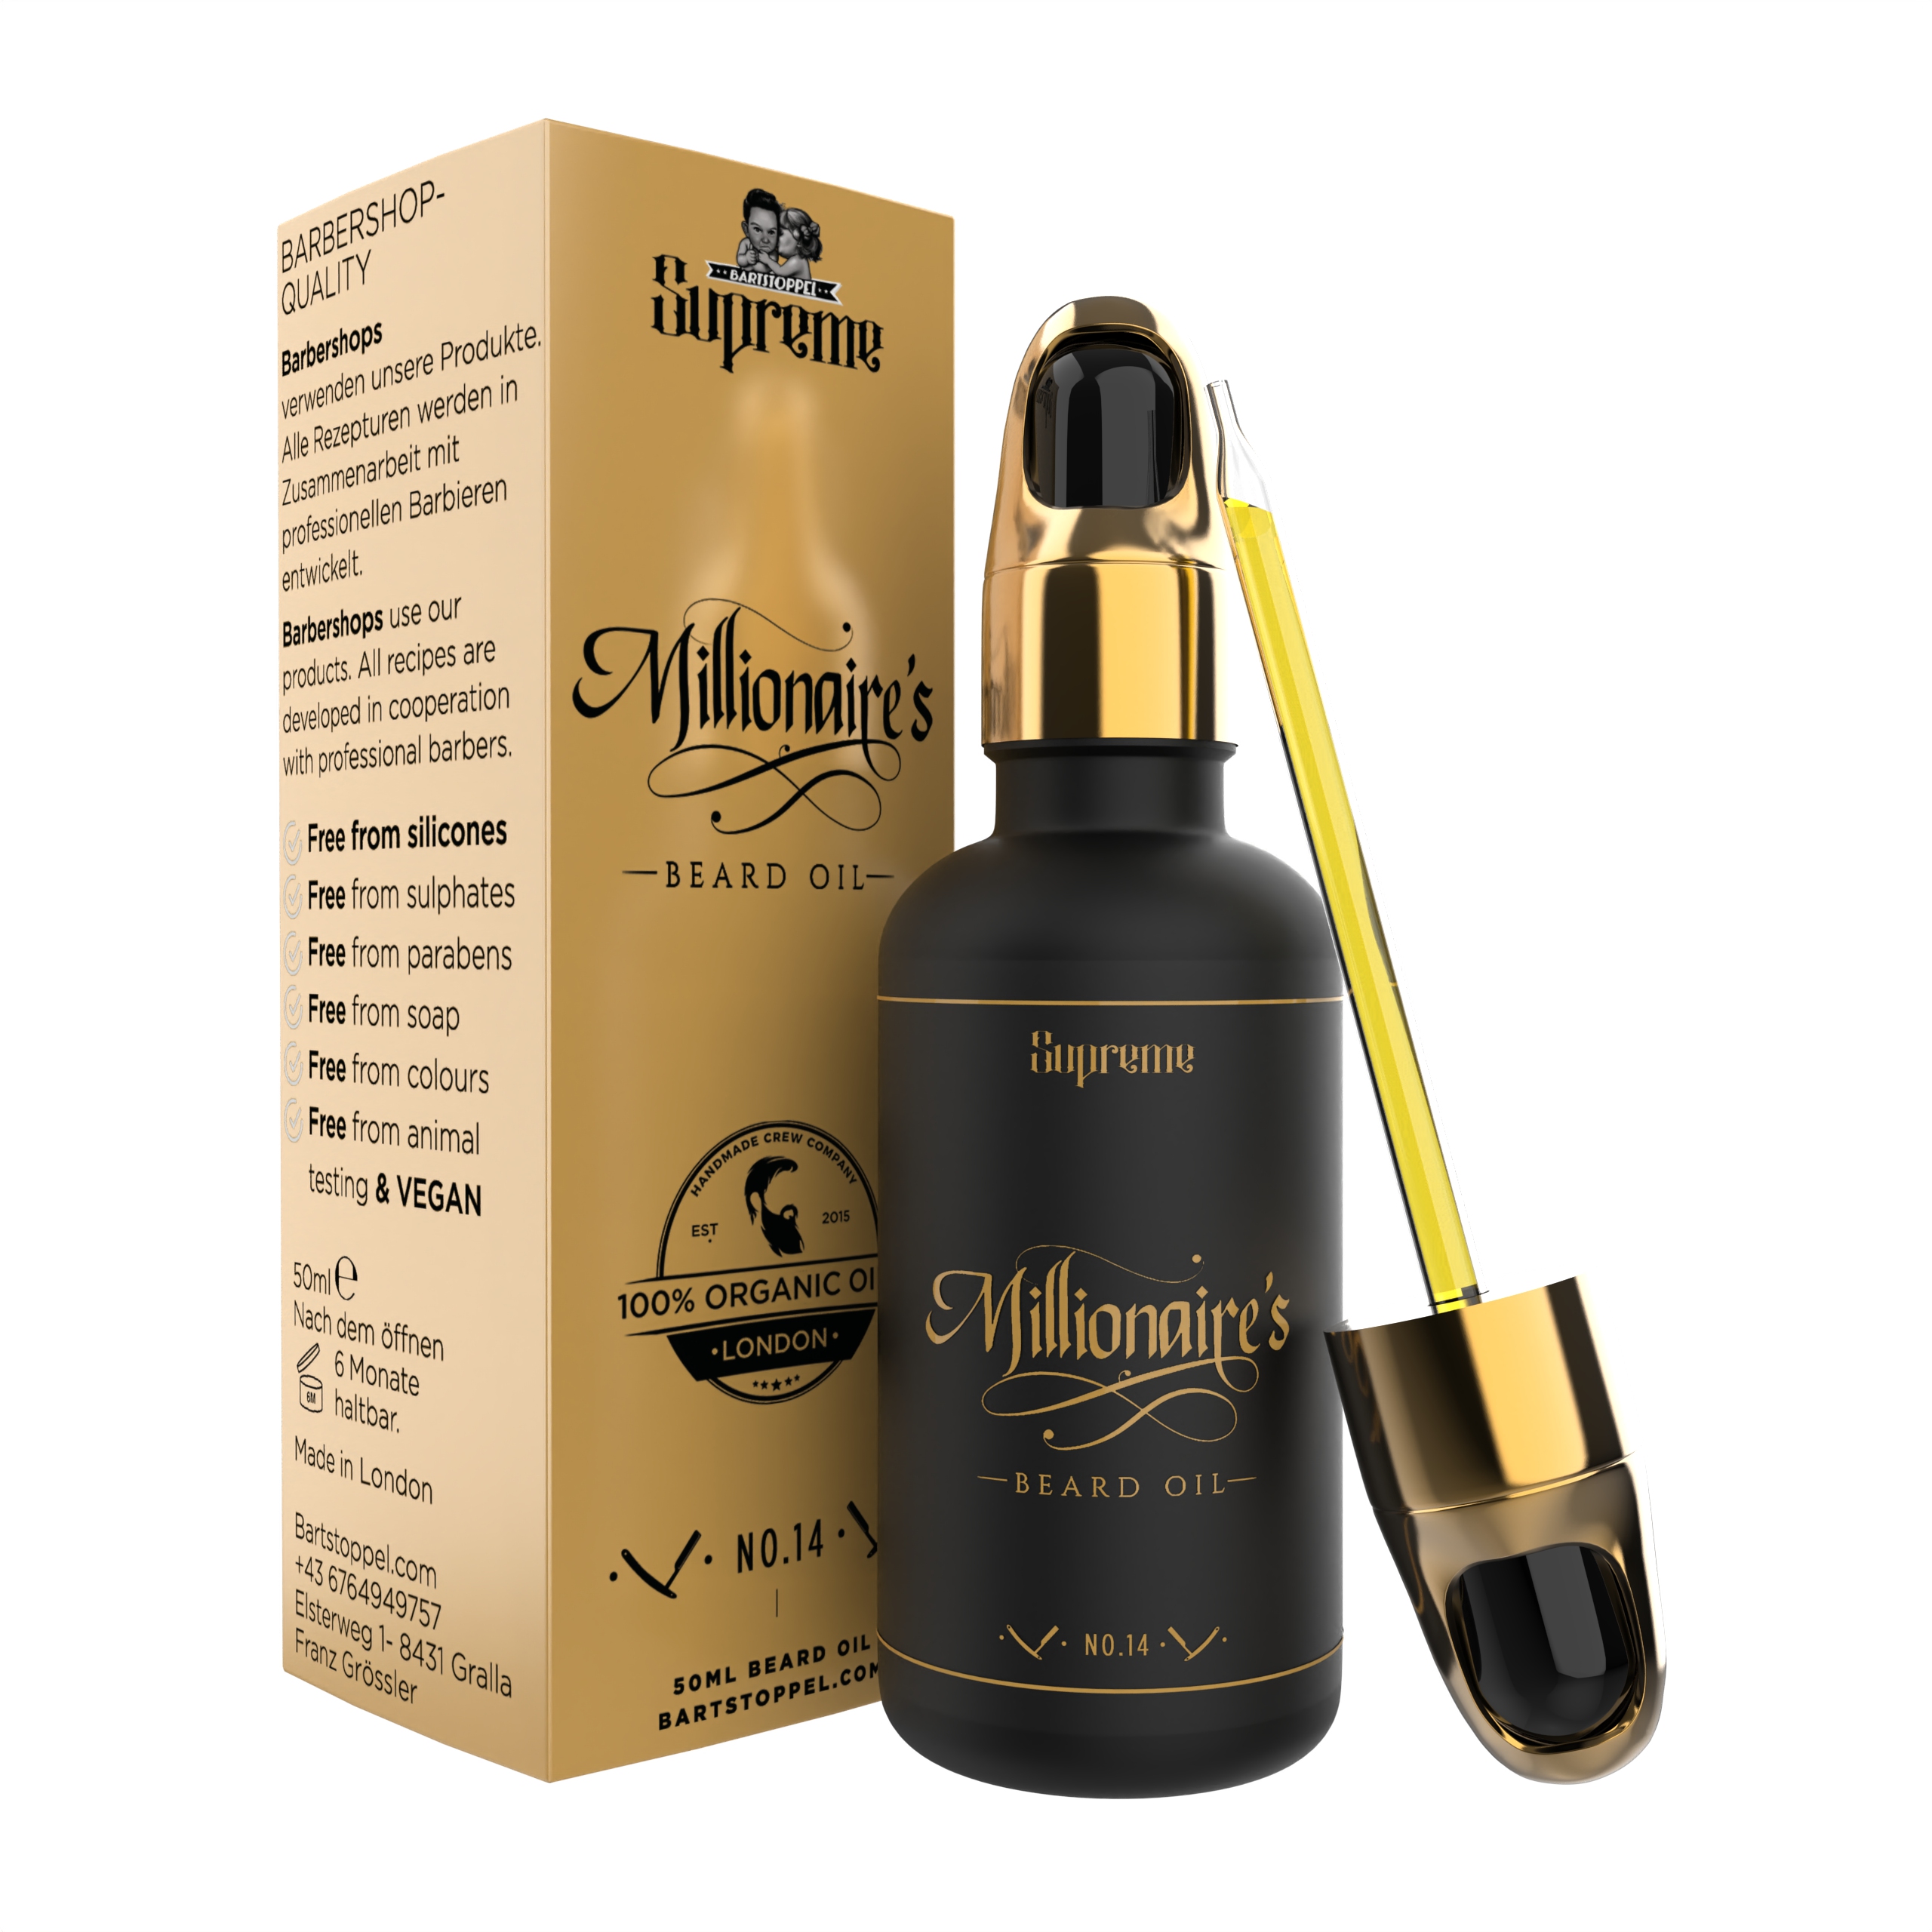 BARBERSHOP-
QUALITY
Barbershops
verwenden unsere Produkte.
Alle Rezepturen werden in
Zusammenarbeit mit
professionellen Barbieren
entwickelt.
Barbershops use our
products. All recipes are
developed in cooperation
with professional barbers.
Free from silicones
Free from sulphates
Free from parabens
Free from soap
Free from colours
Free from animal
testing & VEGAN
50ml℮
Nach dem öffnen
6 Monate
haltbar.
6M
Made in London
Bartstoppel.com
+43 6764949757
Elsterweg 1- 8431 Gralla
Franz Grössler
BARTSTOPPEL
Supreme
Millionaire's
BEARD OIL
HANDMADE CREW COMPANY
EST 2015
100% ORGANIC OI
LONDON
NO.14
50ML BEARD OIL
BARTSTOPPEL.COM
Supreme
Millionaire's
BEARD OIL
NO.14